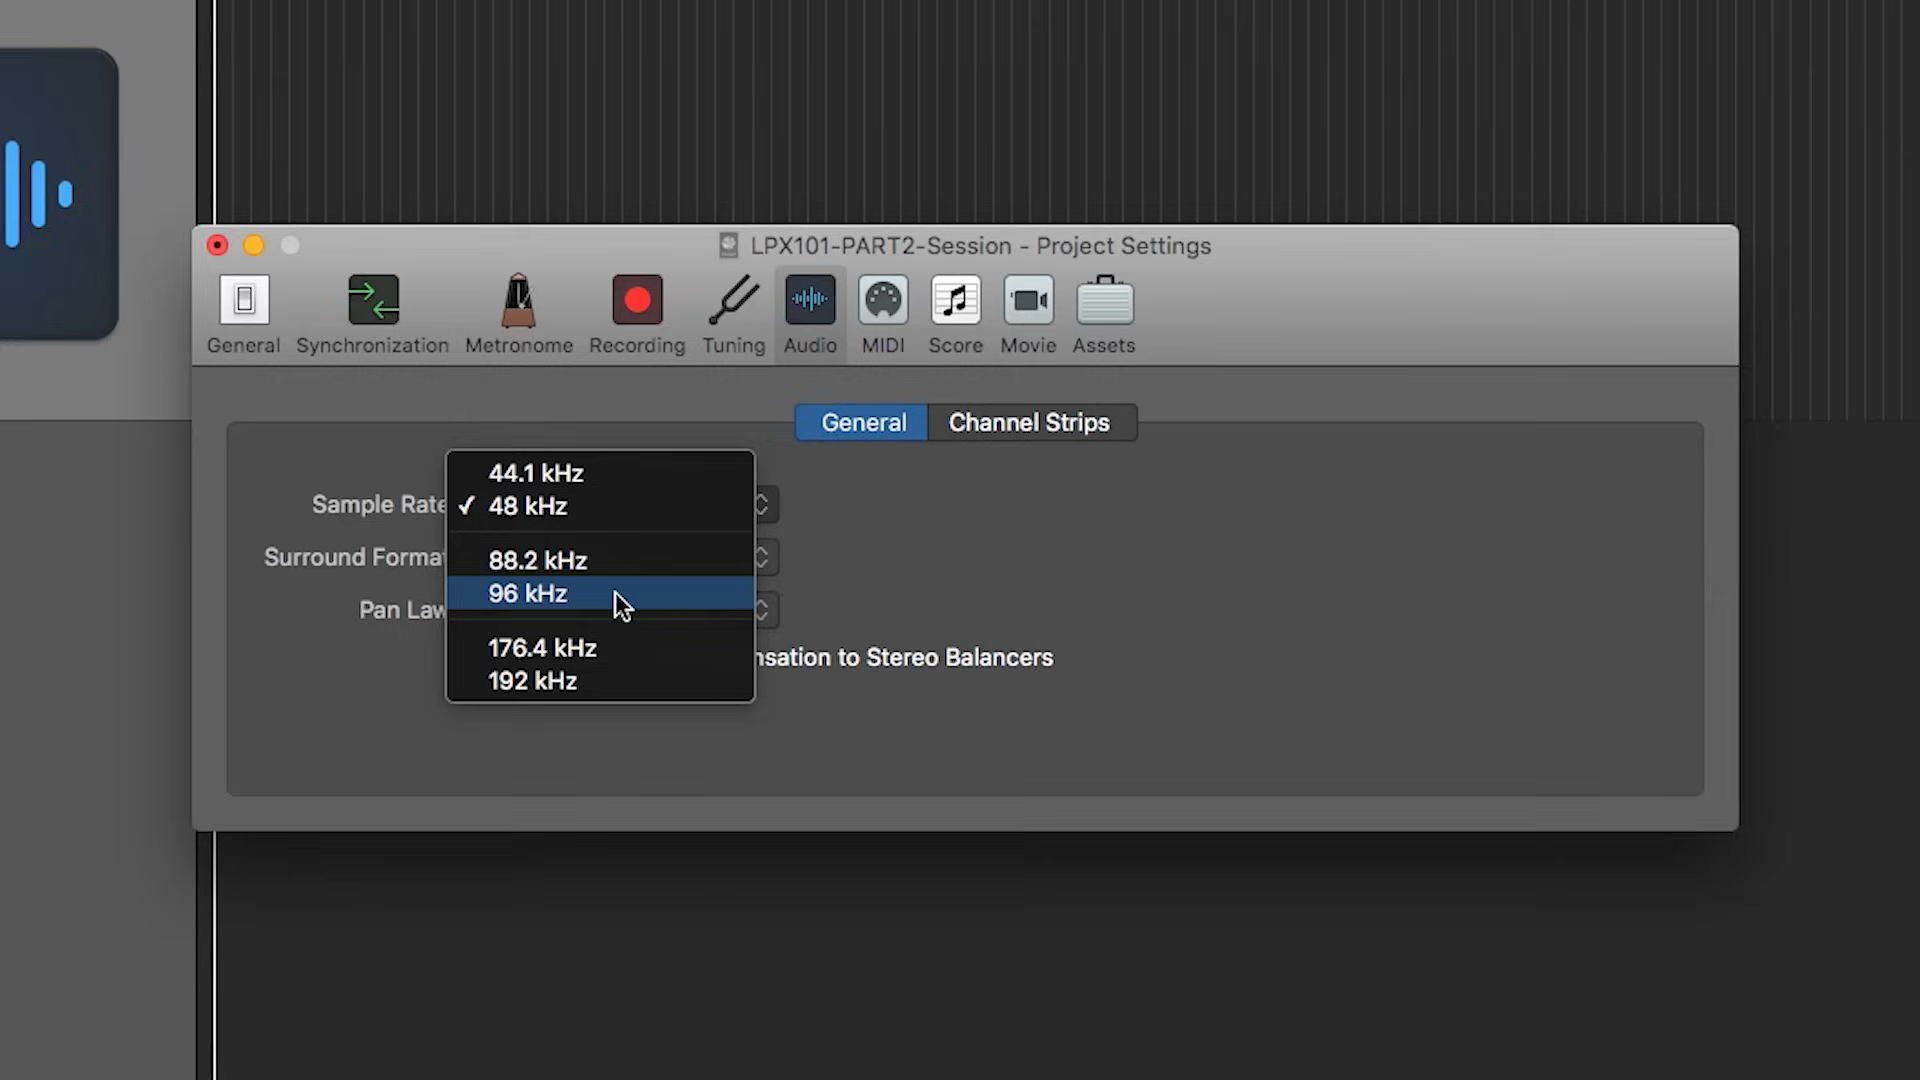 LPX101-PART2-Session - Project Settings
General Synchronization Metronome Recording Tuning Audio MIDI Score Movie Assets
General Channel Strips
44.1 kHz
Sample Rate ✓ 48 kHz
Surround Format 88.2 kHz
96 kHz
Pan Law
176.4 kHz
nsation to Stereo Balancers
192 kHz